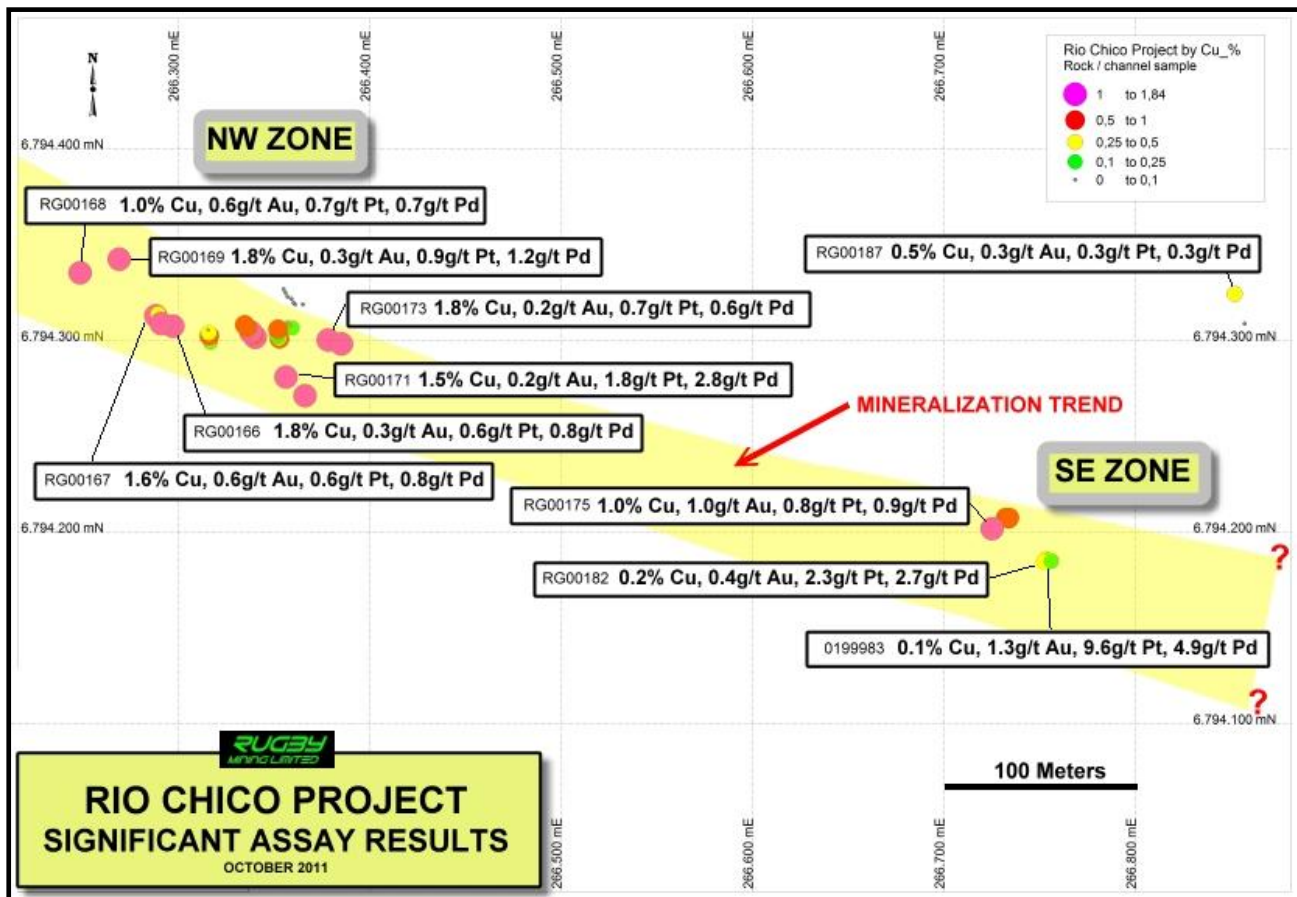 266.300 mE
266.400 mE
266.500 mE
266.600 mE
266.700 mE
266.800 mE
N
Rio Chico Project by Cu_%
Rock / channel sample
1 to 1,84
0,5 to 1
0,25 to 0,5
0,1 to 0,25
0 to 0,1
NW ZONE
6.794.400 mN
6.794.400 mN
RG00168 1.0% Cu, 0.6g/t Au, 0.7g/t Pt, 0.7g/t Pd
RG00169 1.8% Cu, 0.3g/t Au, 0.9g/t Pt, 1.2g/t Pd
RG00187 0.5% Cu, 0.3g/t Au, 0.3g/t Pt, 0.3g/t Pd
RG00173 1.8% Cu, 0.2g/t Au, 0.7g/t Pt, 0.6g/t Pd
6.794.300 mN
6.794.300 mN
RG00171 1.5% Cu, 0.2g/t Au, 1.8g/t Pt, 2.8g/t Pd
MINERALIZATION TREND
RG00166 1.8% Cu, 0.3g/t Au, 0.6g/t Pt, 0.8g/t Pd
RG00167 1.6% Cu, 0.6g/t Au, 0.6g/t Pt, 0.8g/t Pd
SE ZONE
RG00175 1.0% Cu, 1.0g/t Au, 0.8g/t Pt, 0.9g/t Pd
6.794.200 mN
6.794.200 mN
?
RG00182 0.2% Cu, 0.4g/t Au, 2.3g/t Pt, 2.7g/t Pd
0199983 0.1% Cu, 1.3g/t Au, 9.6g/t Pt, 4.9g/t Pd
?
6.794.100 mN
RUGBY
MINING LIMITED
RIO CHICO PROJECT
SIGNIFICANT ASSAY RESULTS
OCTOBER 2011
100 Meters
266.500 mE
266.600 mE
266.700 mE
266.800 mE